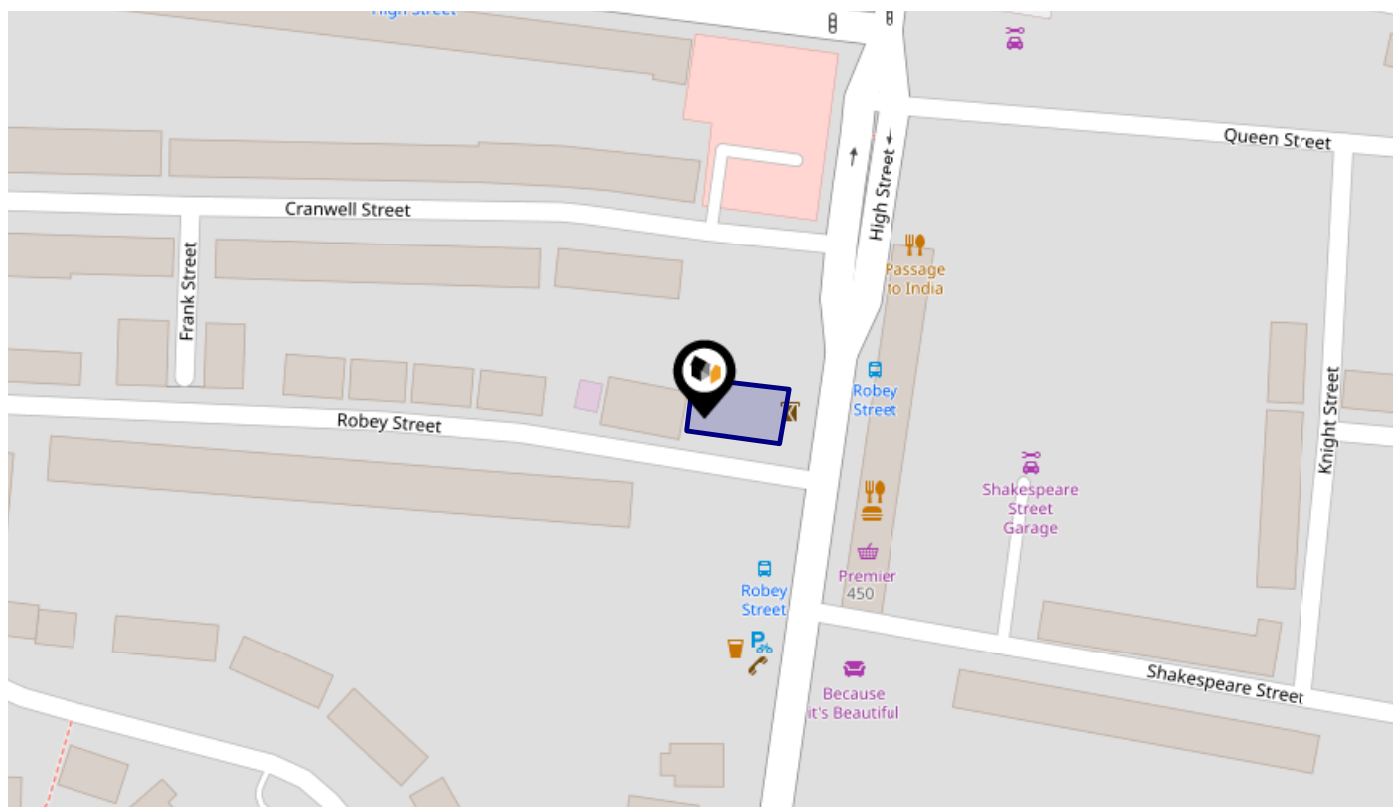 High Street
Queen Street
Cranwell Street
High Street
Passage
to India
Frank Street
Robey
Street
Knight Street
Robey Street
Shakespeare
Street
Garage
Premier
450
Robey
Street
P
Shakespeare Street
Because
it's Beautiful